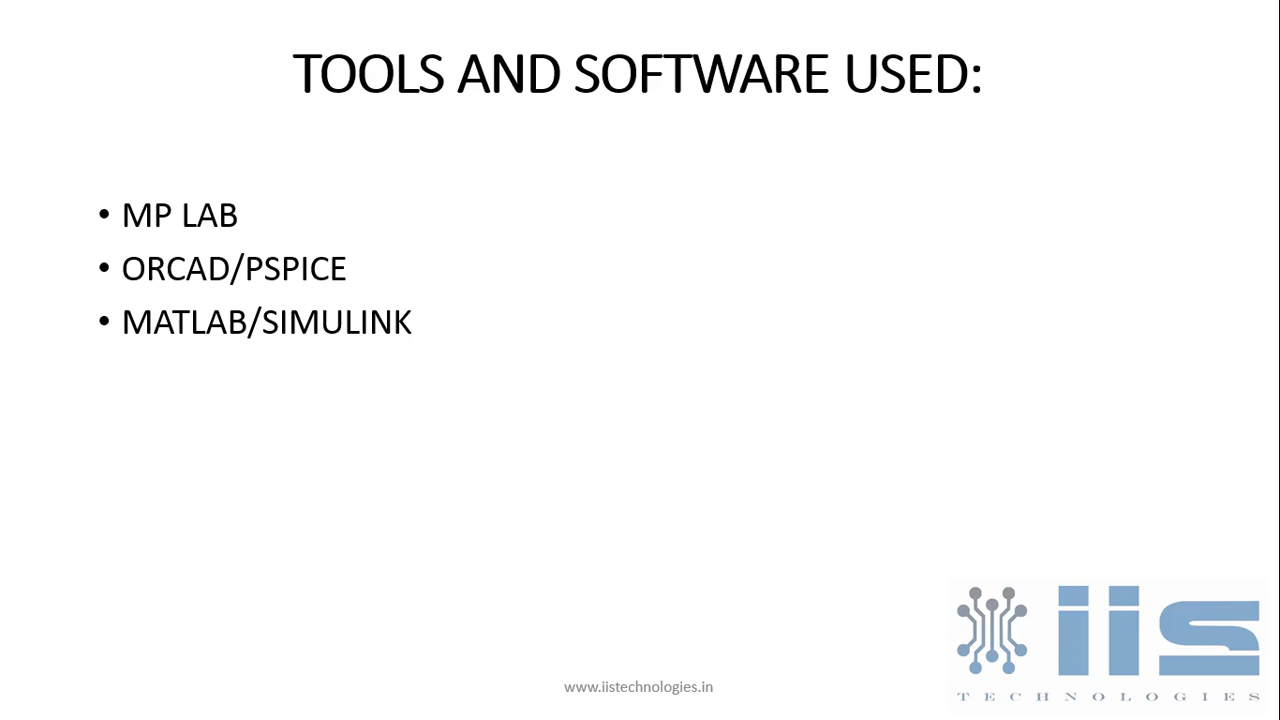 TOOLS AND SOFTWARE USED:
• MP LAB
• ORCAD/PSPICE
• MATLAB/SIMULINK
iis
TECHNOLOGIES
www.iistechnologies.in